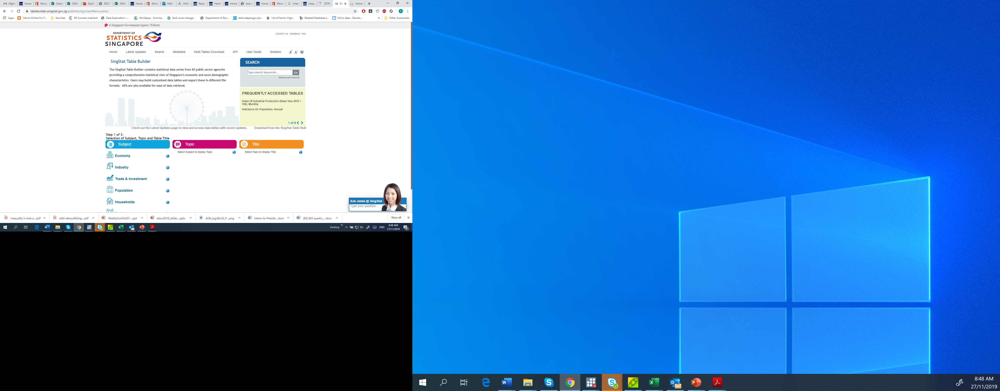 Afgha
Home
Micro
Share
SDIU
Day5_
SDG T
SDIU
Home
Micro
Mail -
UNU-
Respo
Handl
Home
Asia-F
Home
Micro
what
Inequ
2079.
Sin
Home
tablebuilder.singstat.gov.sg/publicfacing/mainMenu.action
Apps
Movie Online For F...
favorites
RE Connect oneCard
Data Exploration -...
Worldpop - Summa...
land cover change...
Department of Edu...
ebeis.deped.gov.ph...
List of Senior High...
Related Databases |...
Micro data - Develo...
»
Other bookmarks
A Singapore Government Agency Website
DEPARTMENT OF
STATISTICS
SINGAPORE
CONTACT US FEEDBACK FAQ
Home Latest Updates Search Metadata Multi-Tables Download API User Guide Notation A+ A- ?
SingStat Table Builder
The SingStat Table Builder contains statistical data series from 60 public sector agencies
providing a comprehensive statistical view of Singapore's economic and socio-demographic
characteristics. Users may build customised data tables and export these in different file
formats. APIs are also available for ease of data retrieval.
SEARCH
Type search keywords...
Go
Advanced Search
FREQUENTLY ACCESSED TABLES
Index Of Industrial Production (Base Year 2015 =
100), Monthly
Indicators On Population, Annual
1 of 8
Check out the Latest Updates page to view and access data tables with recent updates. Download from the SingStat Table Buil
Step 1 of 3:
Selection of Subject, Topic and Table Title
Subject
Topic
Title
Select Subject to display Topic
Select Topic to display Title
Economy
Industry
Trade & Investment
Population
Households
Ask Jamie @ SingStat
Type your question ...
Inequality in Asia a....pdf
adbi-demystifying....pdf
PikettyEcoHist201....ppt
adou2019_slides....pptx
ADB_logoBLUE_P....png
Memo to Preside....docx
(BS) BES quest.l_....docx
Show all
Desktop
»
ENG
8:48 AM
27/11/2019
8:48 AM
27/11/2019